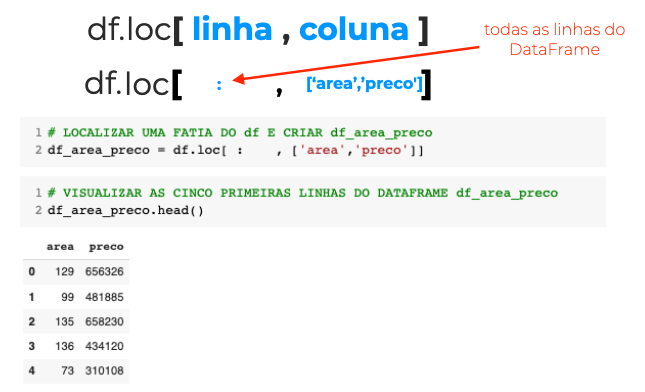 df.loc[ linha , coluna ]
todas as linhas do
DataFrame
df.loc[ : , ['area','preco']]
1 # LOCALIZAR UMA FATIA DO df E CRIAR df_area_preco
2 df_area_preco = df.loc[ : , ['area','preco']]
1 # VISUALIZAR AS CINCO PRIMEIRAS LINHAS DO DATAFRAME df_area_preco
2 df_area_preco.head()
area preco
0 129 656326
1 99 481885
2 135 658230
3 136 434120
4 73 310108